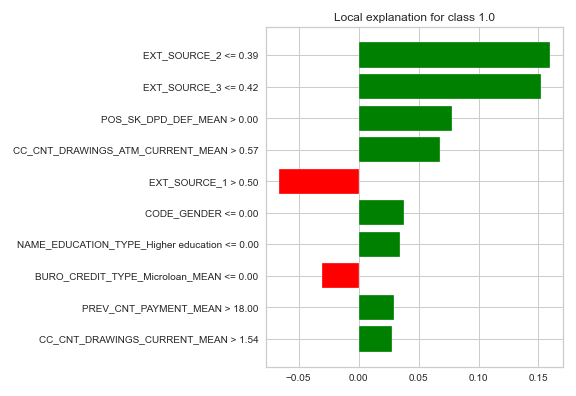 Local explanation for class 1.0
EXT_SOURCE_2 <= 0.39
EXT_SOURCE_3 <= 0.42
POS_SK_DPD_DEF_MEAN > 0.00
CC_CNT_DRAWINGS_ATM_CURRENT_MEAN > 0.57
EXT_SOURCE_1 > 0.50
CODE_GENDER <= 0.00
NAME_EDUCATION_TYPE_Higher education <= 0.00
BURO_CREDIT_TYPE_Microloan_MEAN <= 0.00
PREV_CNT_PAYMENT_MEAN > 18.00
CC_CNT_DRAWINGS_CURRENT_MEAN > 1.54
−0.05 0.00 0.05 0.10 0.15